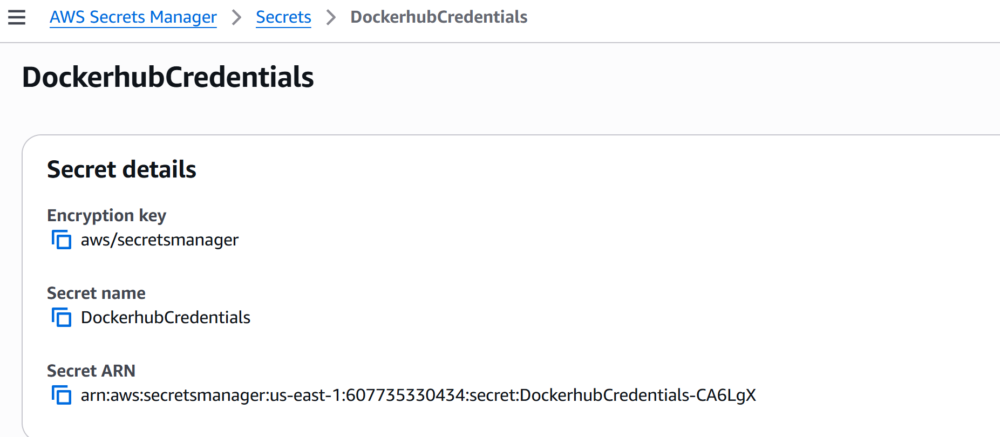 AWS Secrets Manager > Secrets > DockerhubCredentials
DockerhubCredentials
Secret details
Encryption key
aws/secretsmanager
Secret name
DockerhubCredentials
Secret ARN
arn:aws:secretsmanager:us-east-1:607735330434:secret:DockerhubCredentials-CA6LgX